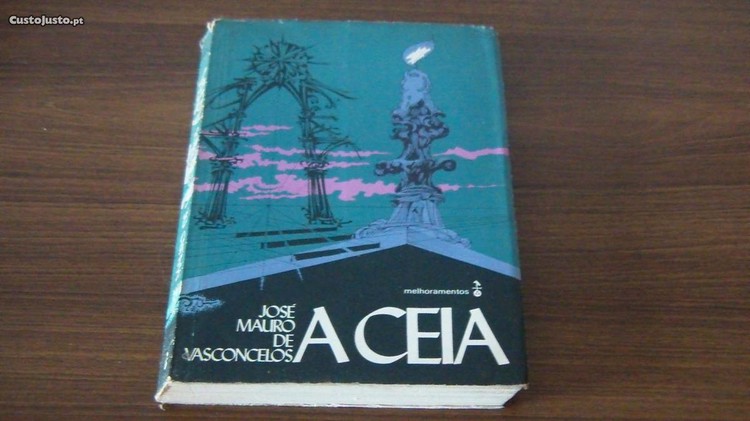 CustoJusto.pt
melhoramentos
JOSÉ
MAURO
DE
VASCONCELOS
A CEIA